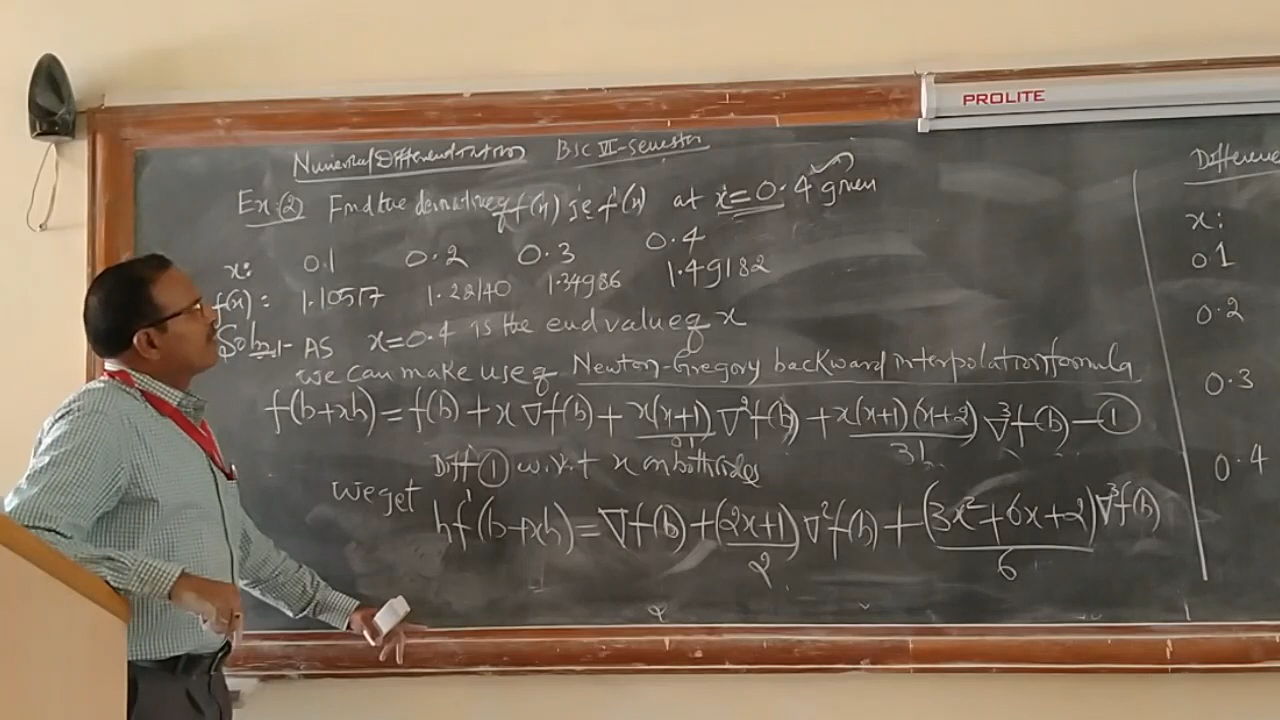 PROLITE
Numerical Differentiation BSC VI-semester
Ex:② Find the derivative of f(x) ie f'(x) at x=0.4 given
x: 0.1 0.2 0.3 0.4
f(x): 1.10517 1.22140 1.34986 1.49182
Soln:- AS x=0.4 is the end value of x
we can make use of Newton-Gregory backward interpolation formula
f(b+xh) = f(b) + x∇f(b) + x(x+1)/2! ∇²f(b) + x(x+1)(x+2)/3! ∇³f(b) — ①
Diff ① w.r.t x on both sides
we get
hf'(b+xh) = ∇f(b) + (2x+1)/2 ∇²f(b) + (3x²+6x+2)/6 ∇³f(b)
Difference
x:
0.1
0.2
0.3
0.4